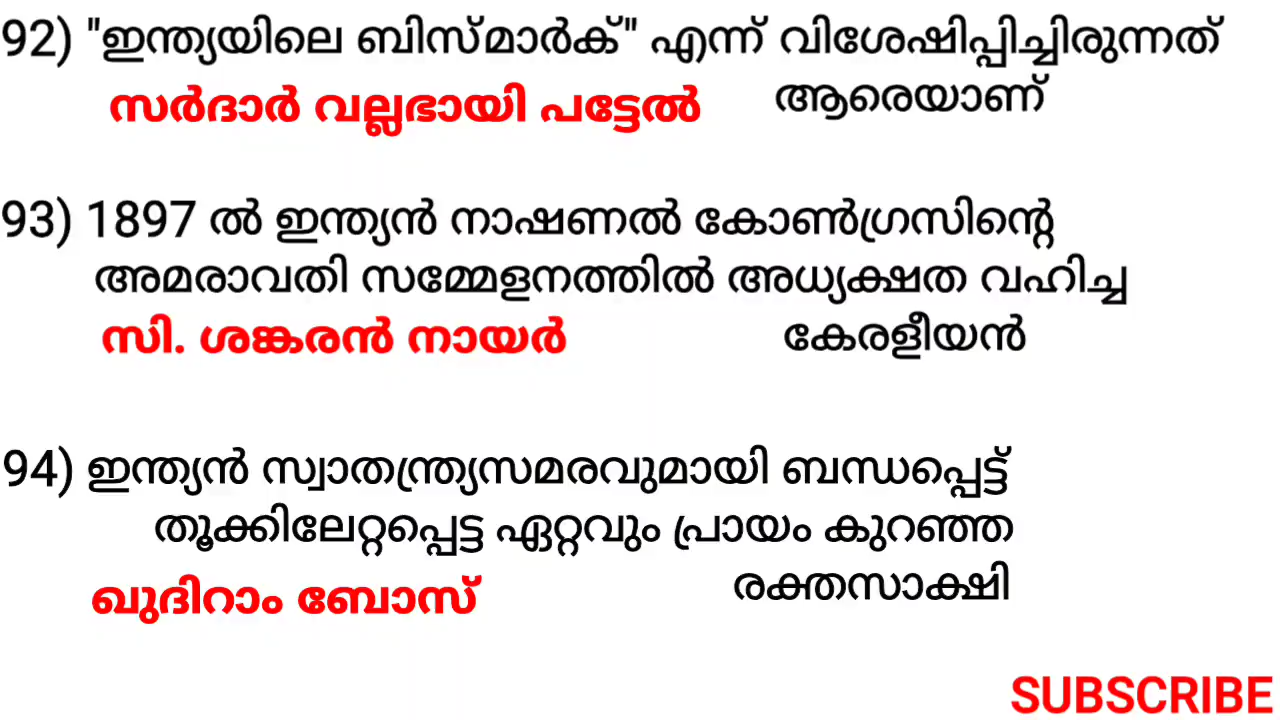 92) "ഇന്ത്യയിലെ ബിസ്മാർക്" എന്ന് വിശേഷിപ്പിച്ചിരുന്നത്
ആരെയാണ്
സർദാർ വല്ലഭായി പട്ടേൽ
93) 1897 ൽ ഇന്ത്യൻ നാഷണൽ കോൺഗ്രസിന്റെ
അമരാവതി സമ്മേളനത്തിൽ അധ്യക്ഷത വഹിച്ച
കേരളീയൻ
സി. ശങ്കരൻ നായർ
94) ഇന്ത്യൻ സ്വാതന്ത്ര്യസമരവുമായി ബന്ധപ്പെട്ട്
തൂക്കിലേറ്റപ്പെട്ട ഏറ്റവും പ്രായം കുറഞ്ഞ
രക്തസാക്ഷി
ഖുദിറാം ബോസ്
SUBSCRIBE